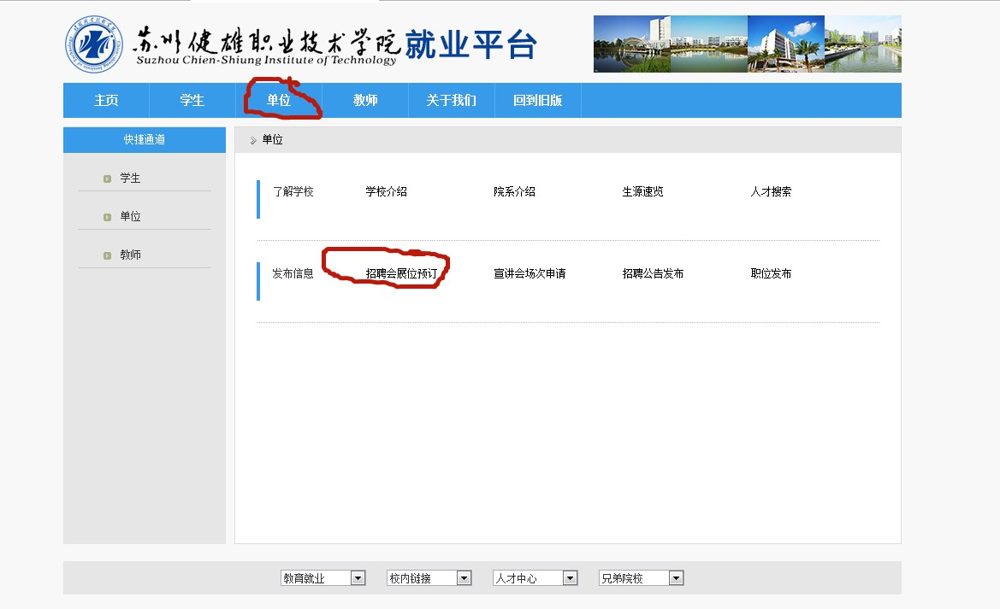 苏州健雄职业技术学院就业平台
Suzhou Chien-Shiung Institute of Technology
主页 学生 单位 教师 关于我们 回到旧版
快捷通道
学生
单位
教师
单位
了解学校 学校介绍 院系介绍 生源速览 人才搜索
发布信息 招聘会展位预订 宣讲会场次申请 招聘公告发布 职位发布
教育就业 校内链接 人才中心 兄弟院校